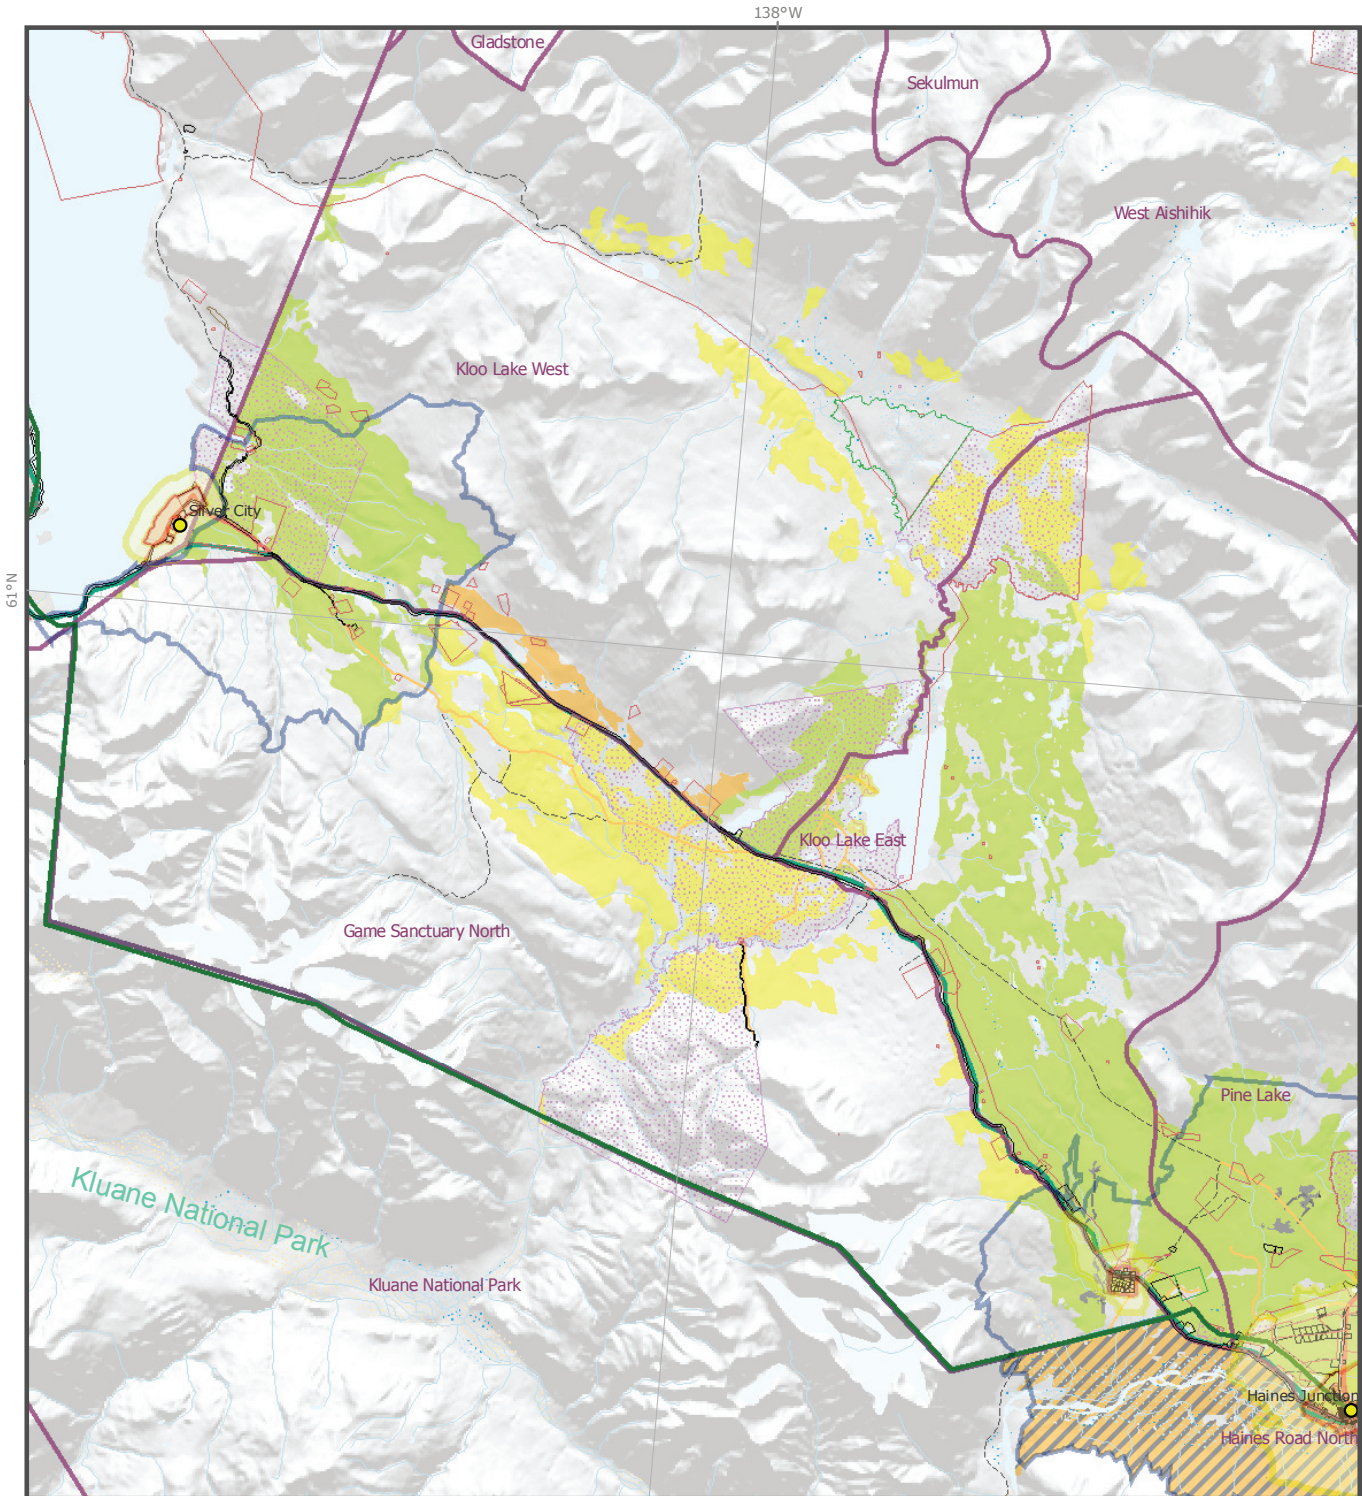 138°W
Gladstone
Sekulmun
West Aishihik
Kloo Lake West
Silver City
61°N
Kloo Lake East
Game Sanctuary North
Pine Lake
Kluane National Park
Kluane National Park
Haines Junction
Haines Road North